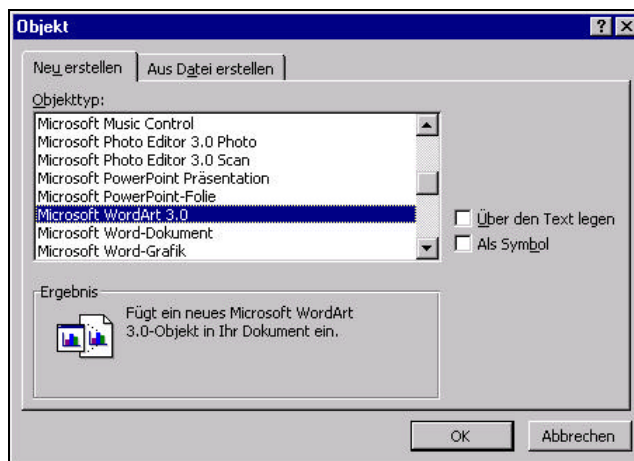 Objekt
Neu erstellen
Aus Datei erstellen
Objekttyp:
Microsoft Music Control
Microsoft Photo Editor 3.0 Photo
Microsoft Photo Editor 3.0 Scan
Microsoft PowerPoint Präsentation
Microsoft PowerPoint-Folie
Microsoft WordArt 3.0
Microsoft Word-Dokument
Microsoft Word-Grafik
Über den Text legen
Als Symbol
Ergebnis
Fügt ein neues Microsoft WordArt
3.0-Objekt in Ihr Dokument ein.
OK
Abbrechen